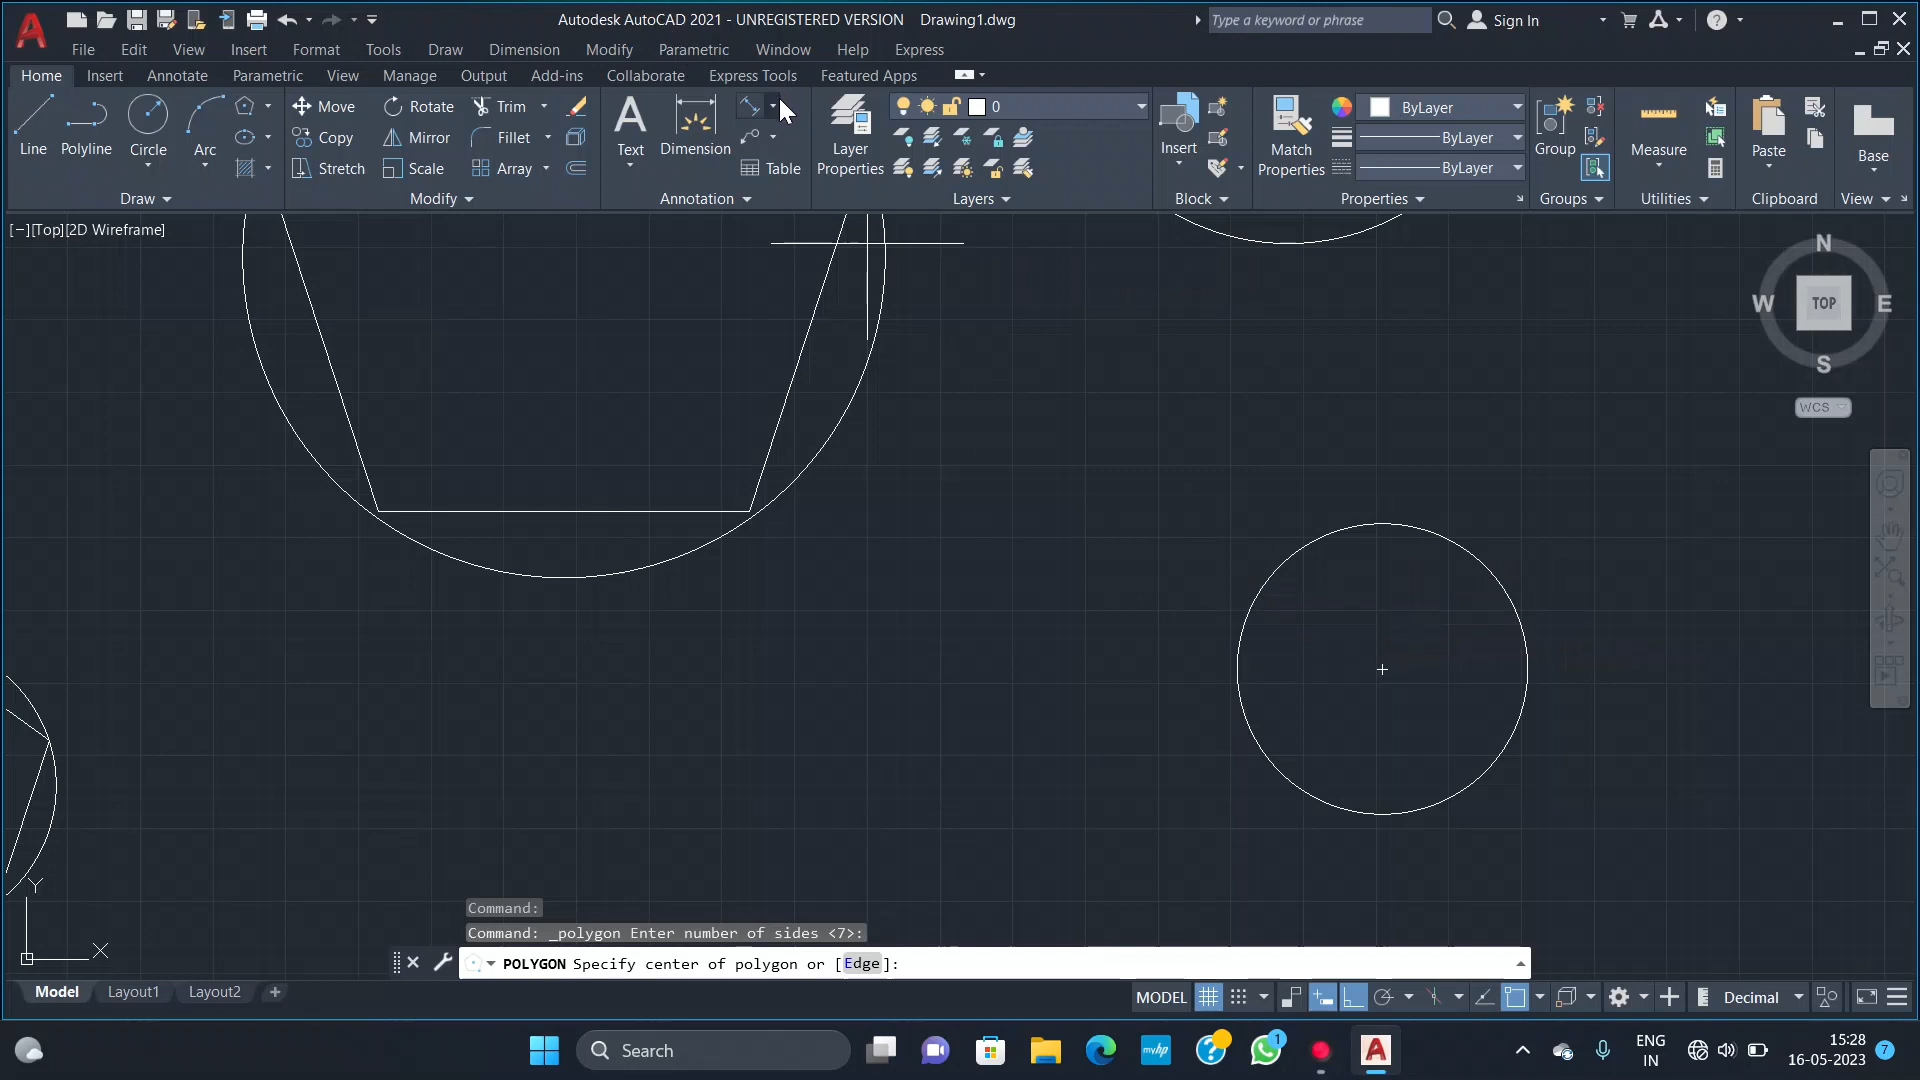 Autodesk AutoCAD 2021 - UNREGISTERED VERSION Drawing1.dwg
Type a keyword or phrase
Sign In
File Edit View Insert Format Tools Draw Dimension Modify Parametric Window Help Express
Home Insert Annotate Parametric View Manage Output Add-ins Collaborate Express Tools Featured Apps
Line Polyline Circle Arc
Draw
Move Rotate Trim
Copy Mirror Fillet
Stretch Scale Array
Modify
Text Dimension Table
Annotation
Layer
Properties
0
Layers
Insert
Block
Match
Properties
ByLayer
ByLayer
ByLayer
Properties
Group
Groups
Measure
Utilities
Paste
Clipboard
Base
View
[−][Top][2D Wireframe]
N
W TOP E
S
WCS
Y
X
Command:
Command: _polygon Enter number of sides <7>:
POLYGON Specify center of polygon or [Edge]:
Model Layout1 Layout2 +
MODEL
Decimal
Search
myhp
1
ENG
IN
15:28
16-05-2023
7